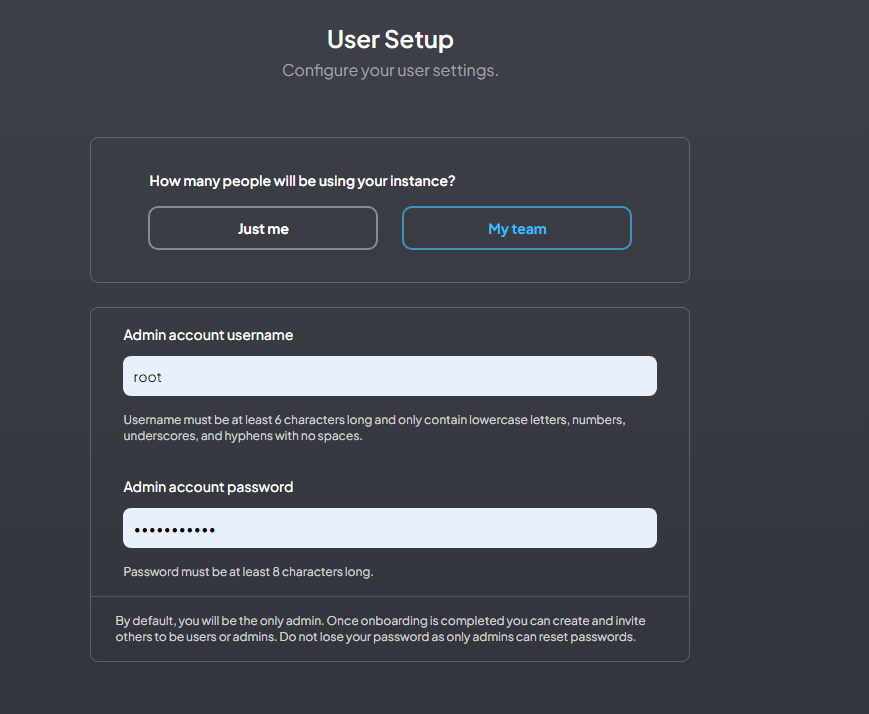 User Setup
Configure your user settings.
How many people will be using your instance?
Just me
My team
Admin account username
root
Username must be at least 6 characters long and only contain lowercase letters, numbers,
underscores, and hyphens with no spaces.
Admin account password
•••••••••••
Password must be at least 8 characters long.
By default, you will be the only admin. Once onboarding is completed you can create and invite
others to be users or admins. Do not lose your password as only admins can reset passwords.